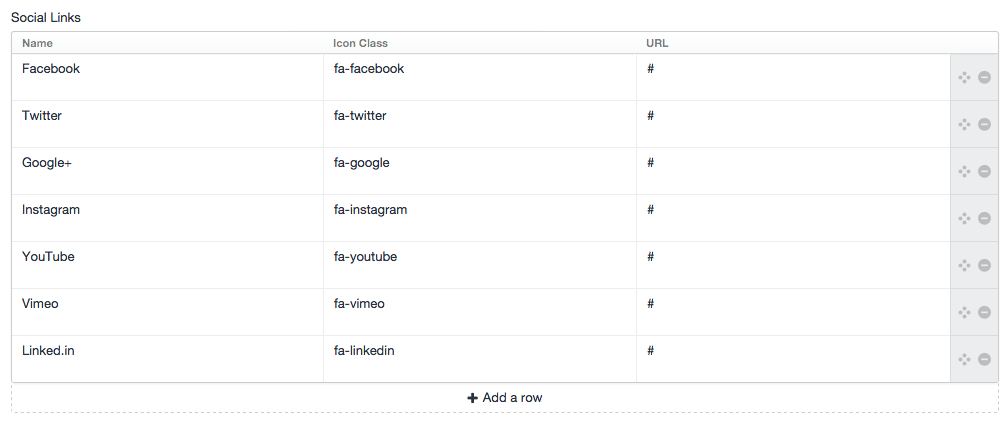 Social Links
Name Icon Class URL
Facebook fa-facebook #
Twitter fa-twitter #
Google+ fa-google #
Instagram fa-instagram #
YouTube fa-youtube #
Vimeo fa-vimeo #
Linked.in fa-linkedin #
Add a row